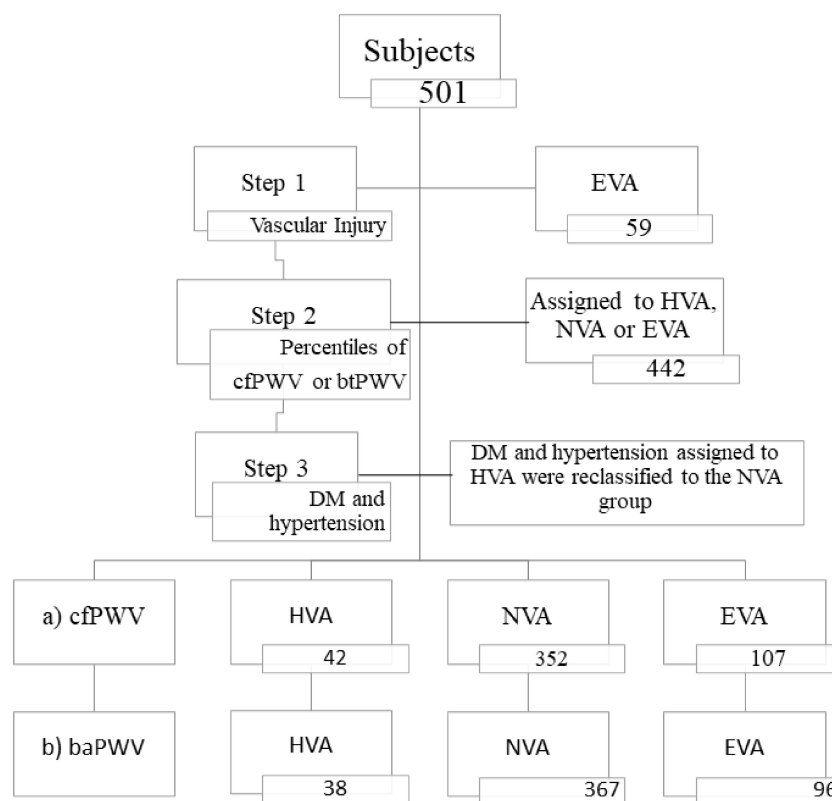 Subjects
501
Step 1
Vascular Injury
EVA
59
Step 2
Percentiles of
cfPWV or btPWV
Assigned to HVA,
NVA or EVA
442
Step 3
DM and
hypertension
DM and hypertension assigned to
HVA were reclassified to the NVA
group
a) cfPWV
HVA
42
NVA
352
EVA
107
b) baPWV
HVA
38
NVA
367
EVA
96